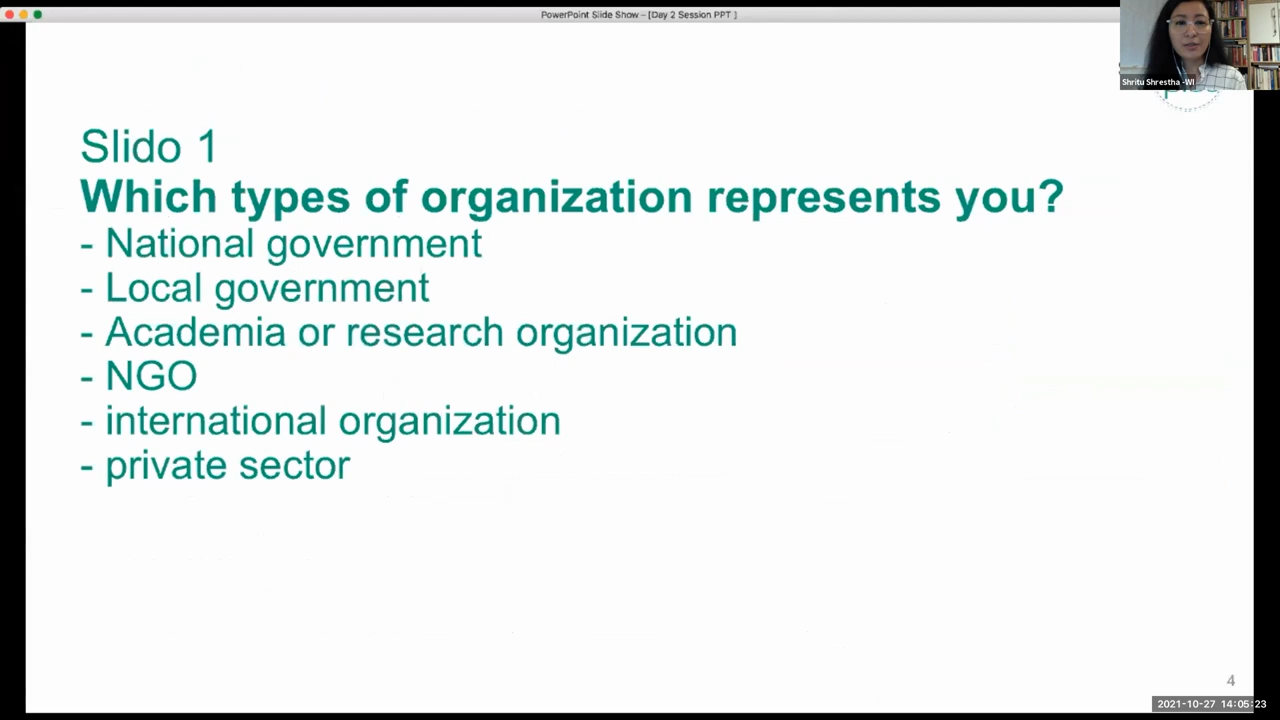 PowerPoint Slide Show - [Day 2 Session PPT ]
Shritu Shrestha -WI
Slido 1
Which types of organization represents you?
- National government
- Local government
- Academia or research organization
- NGO
- international organization
- private sector
4
2021-10-27 14:05:23